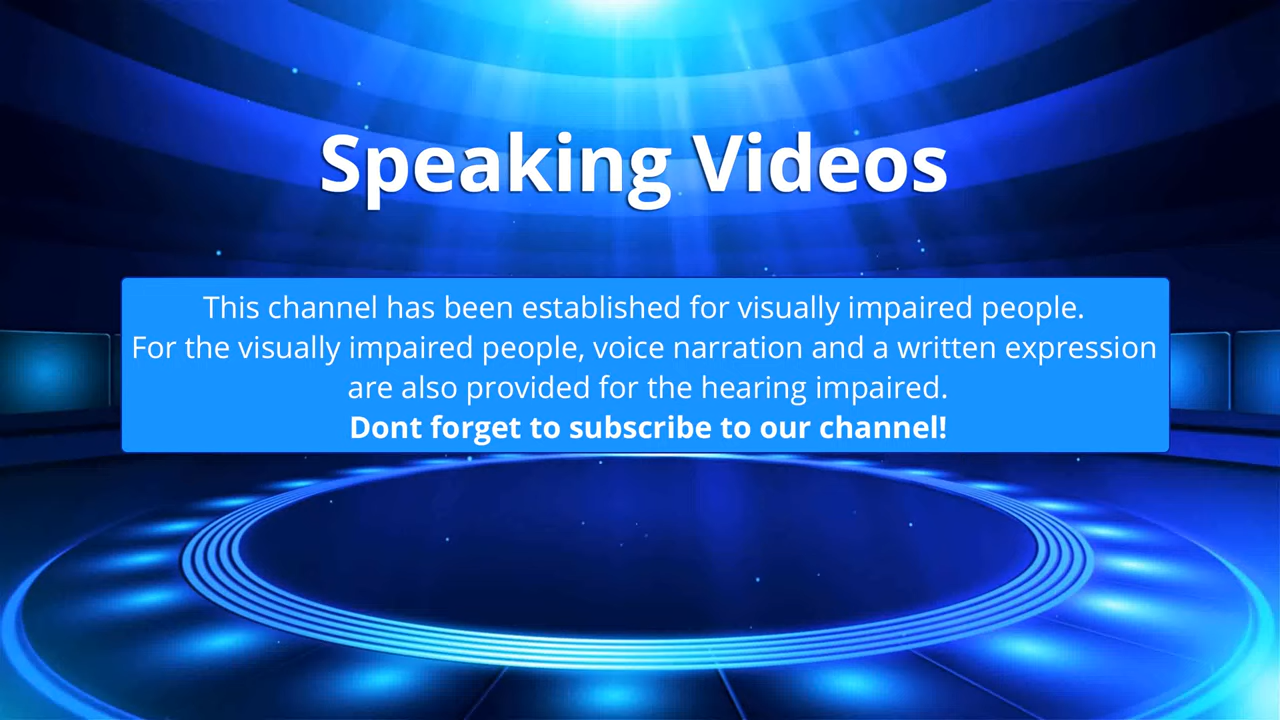 Speaking Videos
This channel has been established for visually impaired people.
For the visually impaired people, voice narration and a written expression
are also provided for the hearing impaired.
Dont forget to subscribe to our channel!